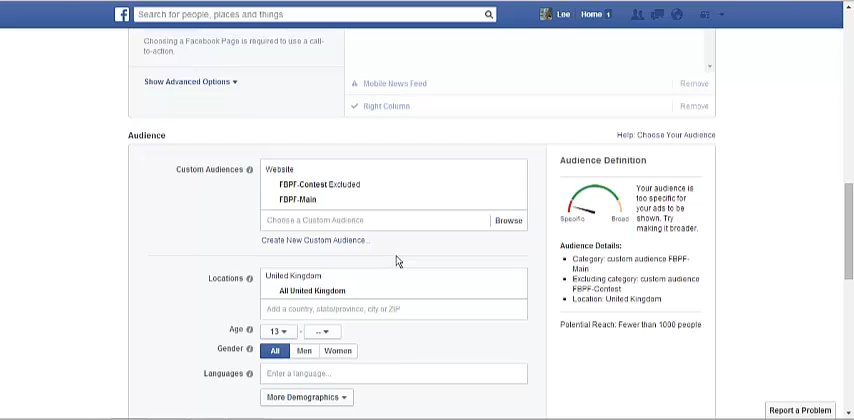 f Search for people, places and things Lee Home 1
Choosing a Facebook Page is required to use a call-
to-action.
Show Advanced Options
Mobile News Feed Remove
Right Column Remove
Audience Help: Choose Your Audience
Custom Audiences Website
FBPF-Contest Excluded
FBPF-Main
Choose a Custom Audience Browse
Create New Custom Audience...
Locations United Kingdom
All United Kingdom
Add a country, state/province, city or ZIP
Age 13 - --
Gender All Men Women
Languages Enter a language...
More Demographics
Audience Definition
Your audience is
too specific for
your ads to be
shown. Try
making it broader.
Specific Broad
Audience Details:
Category: custom audience FBPF-
Main
Excluding category: custom audience
FBPF-Contest
Location: United Kingdom
Potential Reach: Fewer than 1000 people
Report a Problem